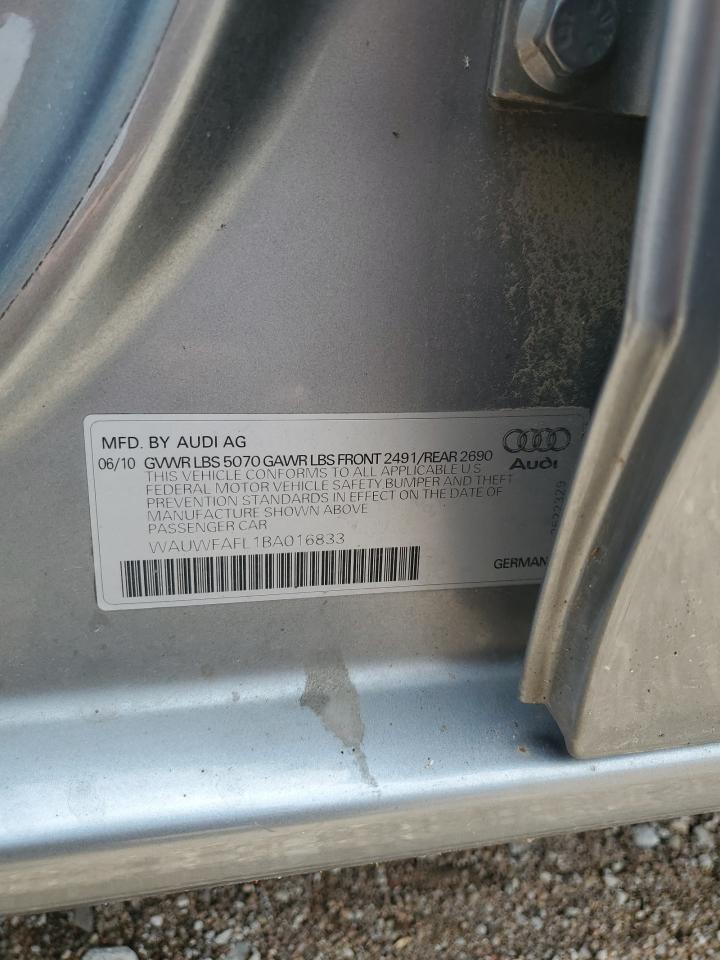 MFD. BY AUDI AG
06/10 GVWR LBS 5070 GAWR LBS FRONT 2491/REAR 2690
THIS VEHICLE CONFORMS TO ALL APPLICABLE U S
FEDERAL MOTOR VEHICLE SAFETY BUMPER AND THEFT
PREVENTION STANDARDS IN EFFECT ON THE DATE OF
MANUFACTURE SHOWN ABOVE
PASSENGER CAR
WAUWFAFL1BA016833
Audi
GERMAN